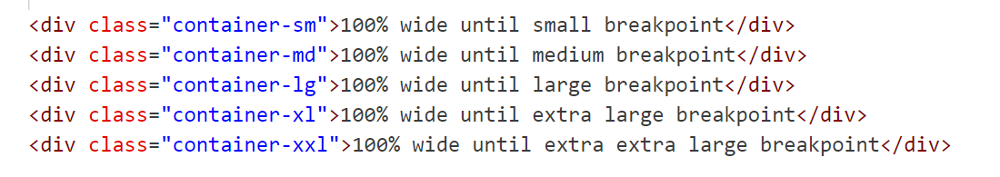 <div class="container-sm">100% wide until small breakpoint</div>
<div class="container-md">100% wide until medium breakpoint</div>
<div class="container-lg">100% wide until large breakpoint</div>
<div class="container-xl">100% wide until extra large breakpoint</div>
<div class="container-xxl">100% wide until extra extra large breakpoint</div>